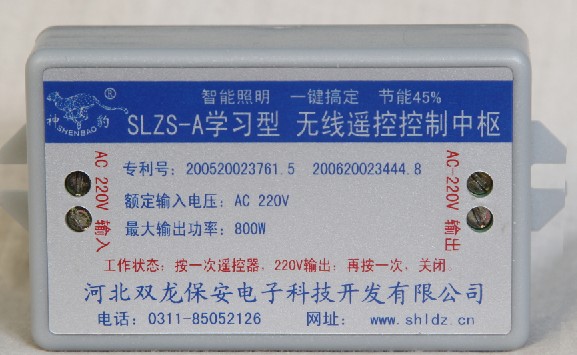 智能照明 一键搞定 节能45%
神豹®
SHENBAO
SLZS-A学习型 无线遥控控制中枢
专利号：200520023761.5 200620023444.8
额定输入电压：AC 220V
最大输出功率：800W
AC 220V 输入
AC-220V 输出
工作状态：按一次遥控器，220V输出；再按一次，关闭。
河北双龙保安电子科技开发有限公司
电话：0311-85052126 网址： www.shldz.cn